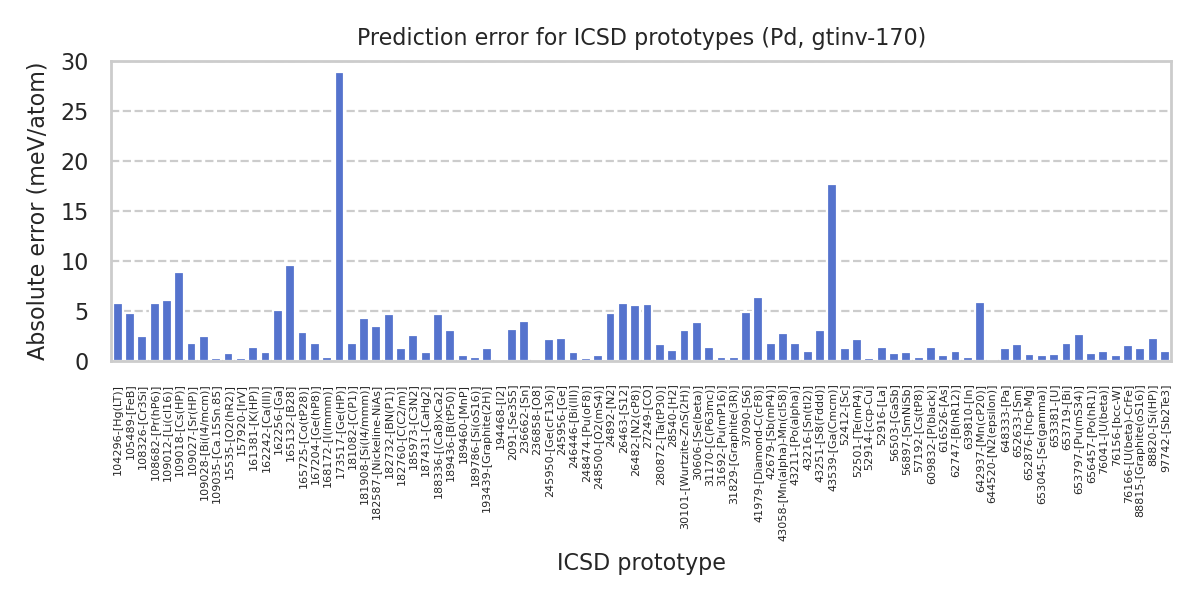 Prediction error for ICSD prototypes (Pd, gtinv-170)
Absolute error (meV/atom)
30
25
20
15
10
5
0
104296-[Hg(LT)]
105489-[FeB]
108326-[Cr3Si]
108682-[Pr(hP6)]
109012-[Li(cI16)]
109018-[Cs(HP)]
109027-[Sr(HP)]
109028-[Bi(I4/mcm)]
109035-[Ca.15Sn.85]
15535-[O2(hR2)]
157920-[IrV]
161381-[K(HP)]
162242-[Ca(III)]
162256-[Ga]
165132-[B28]
165725-[Co(tP28)]
167204-[Ge(hP8)]
168172-[I(Immm)]
173517-[Ge(HP)]
181082-[C(P1)]
181908-[Si(I4/mmm)]
182587-[Nickeline-NiAs]
182732-[BN(P1)]
182760-[C(C2/m)]
185973-[C3N2]
187431-[CaHg2]
188336-[(Ca8)xCa2]
189436-[B(tP50)]
189460-[MnP]
189786-[Si(oS16)]
193439-[Graphite(2H)]
194468-[I2]
2091-[Se3S5]
236662-[Sn]
236858-[O8]
245950-[Ge(cF136)]
245956-[Ge]
246446-[Bi(III)]
248474-[Pu(oF8)]
248500-[O2(mS4)]
24892-[N2]
26463-[S12]
26482-[N2(cP8)]
27249-[CO]
280872-[Ta(tP30)]
28540-[H2]
30101-[Wurtzite-ZnS(2H)]
30606-[Se(beta)]
31170-[C(P63mc)]
31692-[Pu(mP16)]
31829-[Graphite(3R)]
37090-[S6]
41979-[Diamond-C(cF8)]
42679-[Sb(mP4)]
43058-[Mn(alpha)-Mn(cI58)]
43211-[Po(alpha)]
43216-[Sn(tI2)]
43251-[S8(Fddd)]
43539-[Ga(Cmcm)]
52412-[Sc]
52501-[Te(mP4)]
52914-[fcc-Cu]
52916-[La]
56503-[GaSb]
56897-[SmNiSb]
57192-[Cs(tP8)]
609832-[P(black)]
616526-[As]
62747-[B(hR12)]
639810-[In]
642937-[Mn(cP20)]
644520-[N2(epsilon)]
648333-[Pa]
652633-[Sm]
652876-[hcp-Mg]
653045-[Se(gamma)]
653381-[U]
653719-[Bi]
653797-[Pu(mS34)]
656457-[Po(hR1)]
76041-[U(beta)]
76156-[bcc-W]
76166-[U(beta)-CrFe]
88815-[Graphite(oS16)]
88820-[Si(HP)]
97742-[Sb2Te3]
ICSD prototype